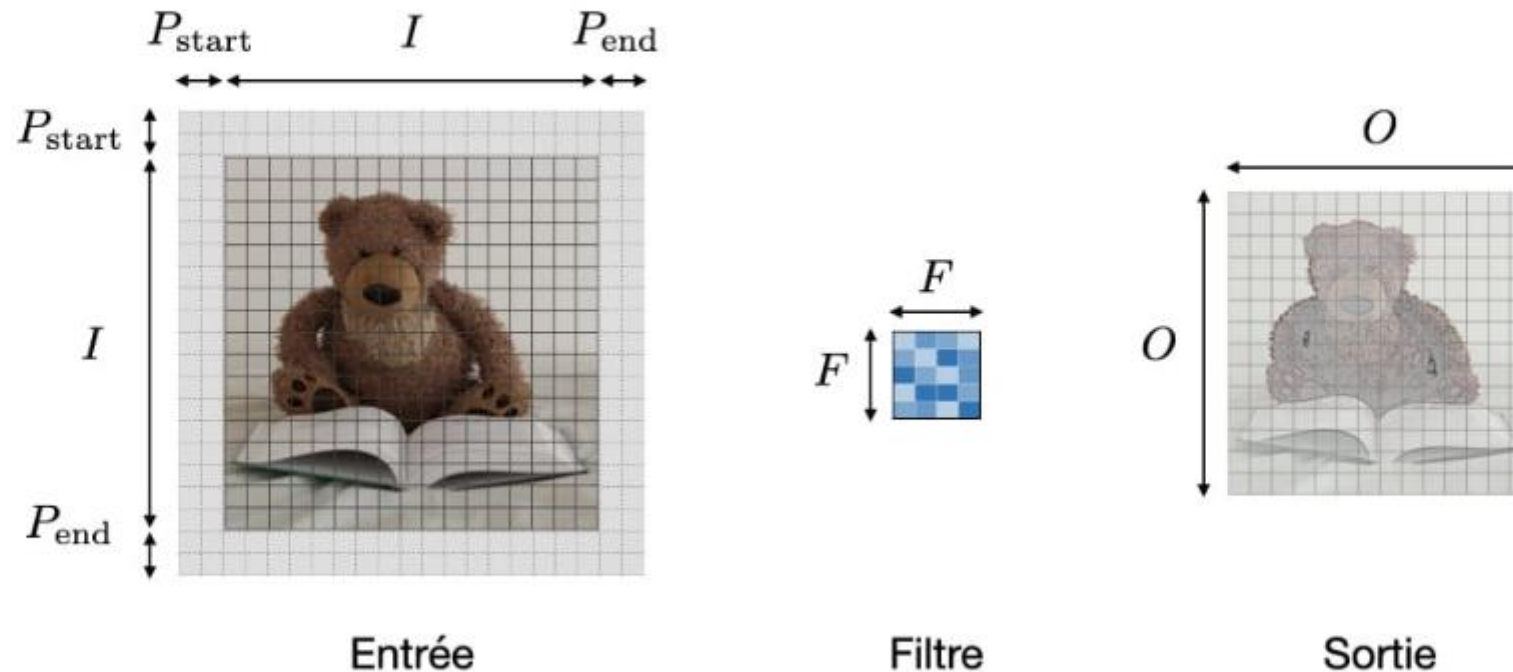 P_start I P_end
P_start
O
F
I
F
O
P_end
Entrée Filtre Sortie